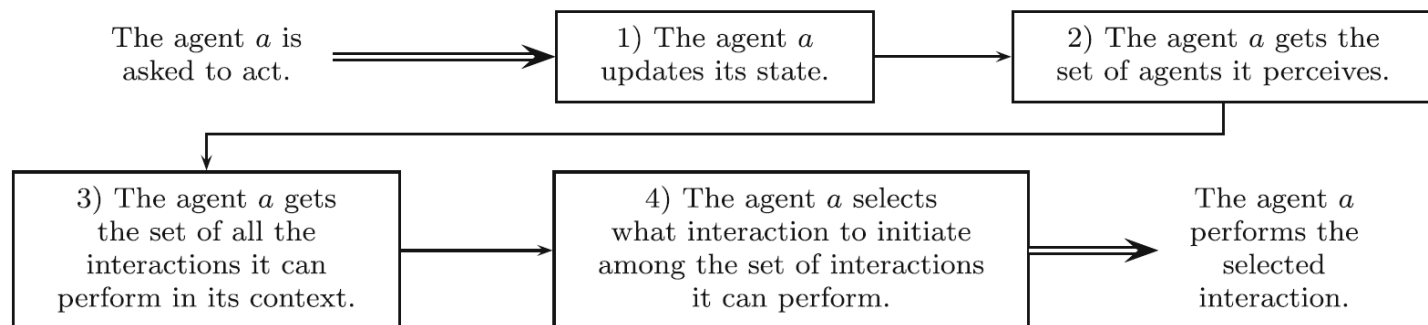 The agent a is
asked to act.
1) The agent a
updates its state.
2) The agent a gets the
set of agents it perceives.
3) The agent a gets
the set of all the
interactions it can
perform in its context.
4) The agent a selects
what interaction to initiate
among the set of interactions
it can perform.
The agent a
performs the
selected
interaction.